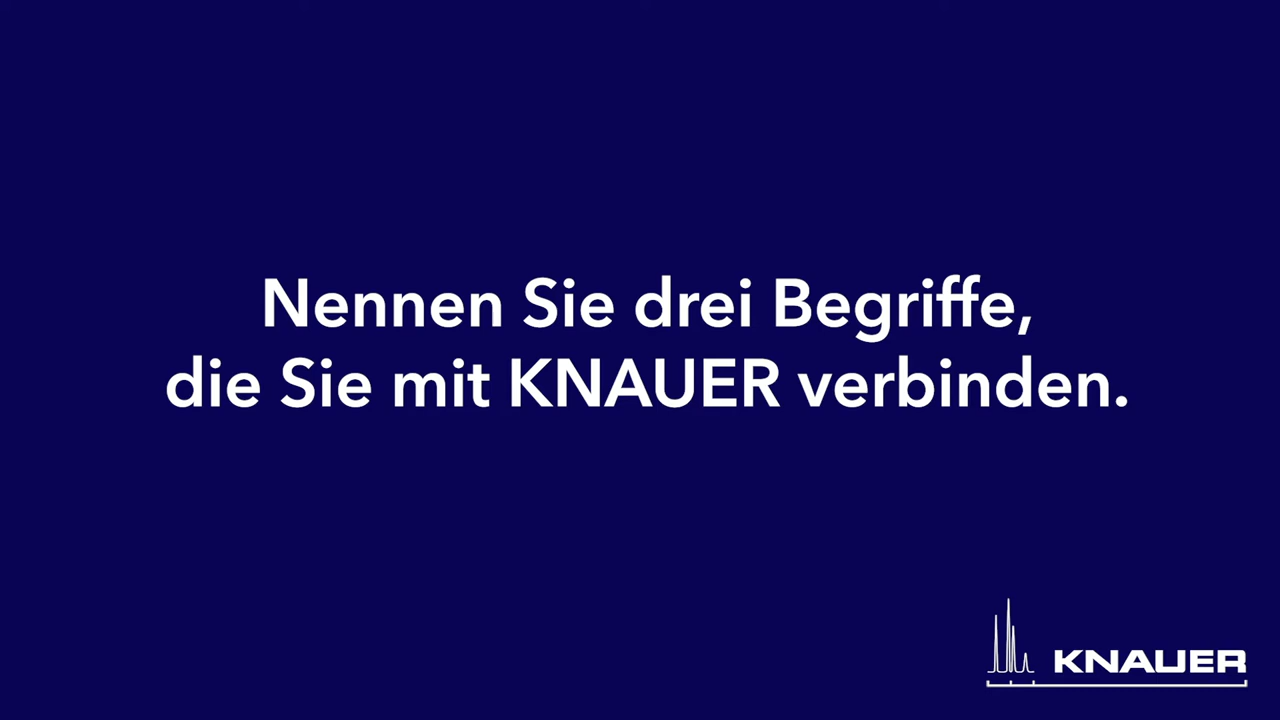 Nennen Sie drei Begriffe,
die Sie mit KNAUER verbinden.
KNAUER